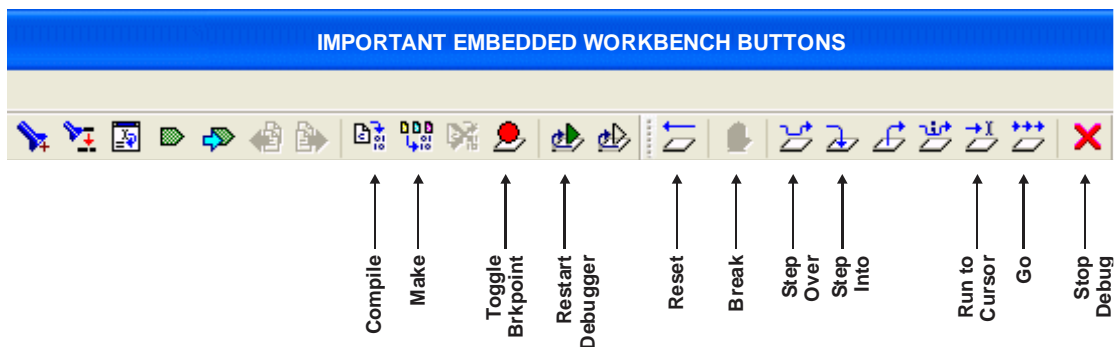 IMPORTANT EMBEDDED WORKBENCH BUTTONS
Compile
Make
Toggle
Brkpoint
Restart
Debugger
Reset
Break
Step
Over
Step
Into
Run to
Cursor
Go
Stop
Debug